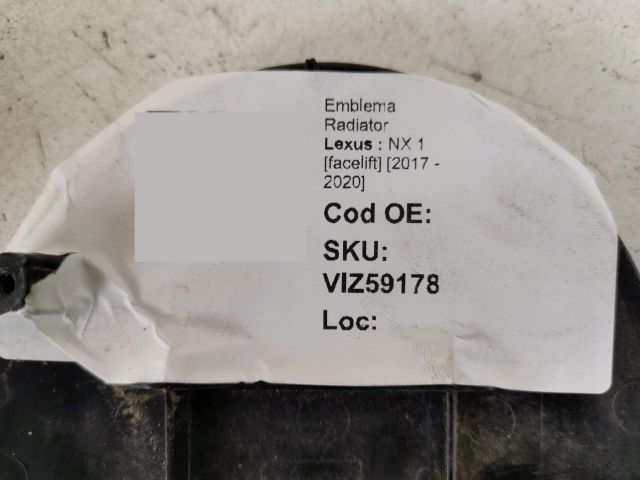 Emblema
Radiator
Lexus : NX 1
[facelift] [2017 -
2020]
Cod OE:
SKU:
VIZ59178
Loc: